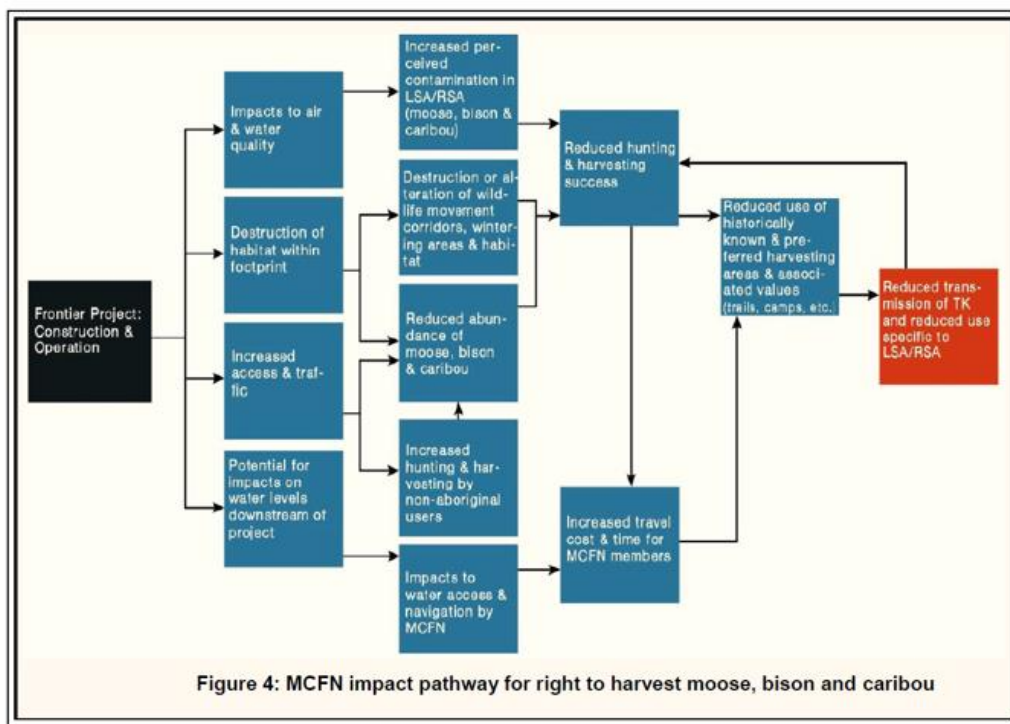 Frontier Project:
Construction &
Operation
Impacts to air &
water quality
Destruction of
habitat within
footprint
Increased
access & traf-
fic
Potential for
impacts on
water levels
downstream of
project
Increased per-
ceived
contamination in
LSA/RSA
(moose, bison &
caribou)
Destruction or al-
teration of wild-
life movement
corridors, winter-
ing areas & habi-
tat
Reduced abun-
dance of
moose, bison
& caribou
Increased
hunting & har-
vesting by
non-aboriginal
users
Impacts to
water access &
navigation by
MCFN
Reduced hunting
& harvesting
success
Increased travel
cost & time for
MCFN members
Reduced use of
historically
known & pre-
ferred harvesting
areas & associ-
ated values
(trails, camps, etc.)
Reduced trans-
mission of TK
and reduced use
specific to
LSA/RSA
Figure 4: MCFN impact pathway for right to harvest moose, bison and caribou